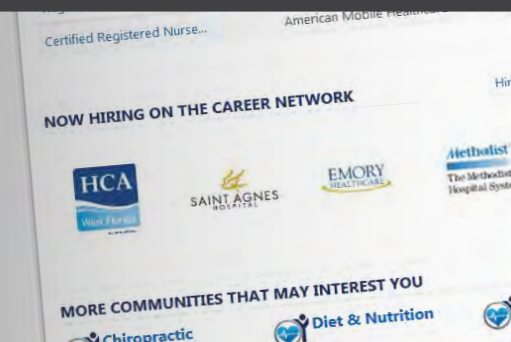 Certified Registered Nurse...
American Mobile
NOW HIRING ON THE CAREER NETWORK
HCA
West Florida
SAINT AGNES
HOSPITAL
EMORY
HEALTHCARE
Methodist
The Methodist
Hospital
MORE COMMUNITIES THAT MAY INTEREST YOU
Chiropractic
Diet & Nutrition